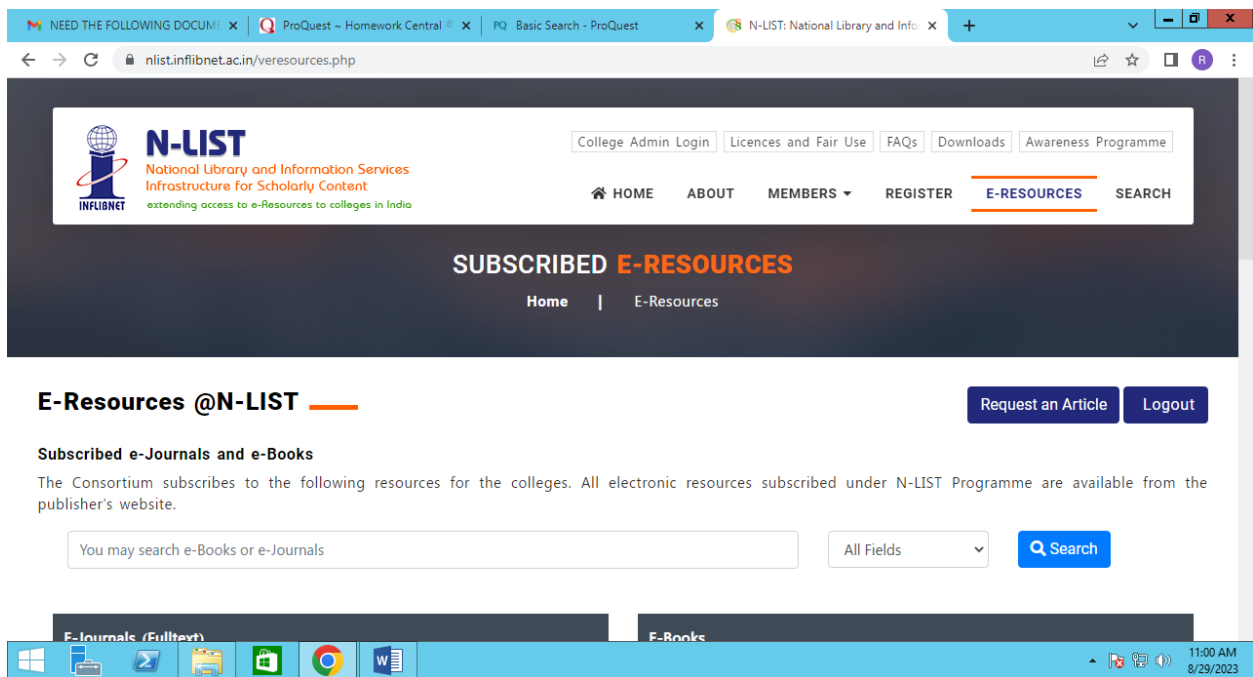 NEED THE FOLLOWING DOCUME
ProQuest ~ Homework Central
PQ Basic Search - ProQuest
N-LIST: National Library and Info
nlist.inflibnet.ac.in/veresources.php
R
INFLIBNET
N-LIST
National Library and Information Services
Infrastructure for Scholarly Content
extending access to e-Resources to colleges in India
College Admin Login Licences and Fair Use FAQs Downloads Awareness Programme
HOME ABOUT MEMBERS REGISTER E-RESOURCES SEARCH
SUBSCRIBED E-RESOURCES
Home | E-Resources
E-Resources @N-LIST
Request an Article Logout
Subscribed e-Journals and e-Books
The Consortium subscribes to the following resources for the colleges. All electronic resources subscribed under N-LIST Programme are available from the
publisher's website.
You may search e-Books or e-Journals All Fields Search
E-Journals (Fulltext) E-Books
11:00 AM
8/29/2023